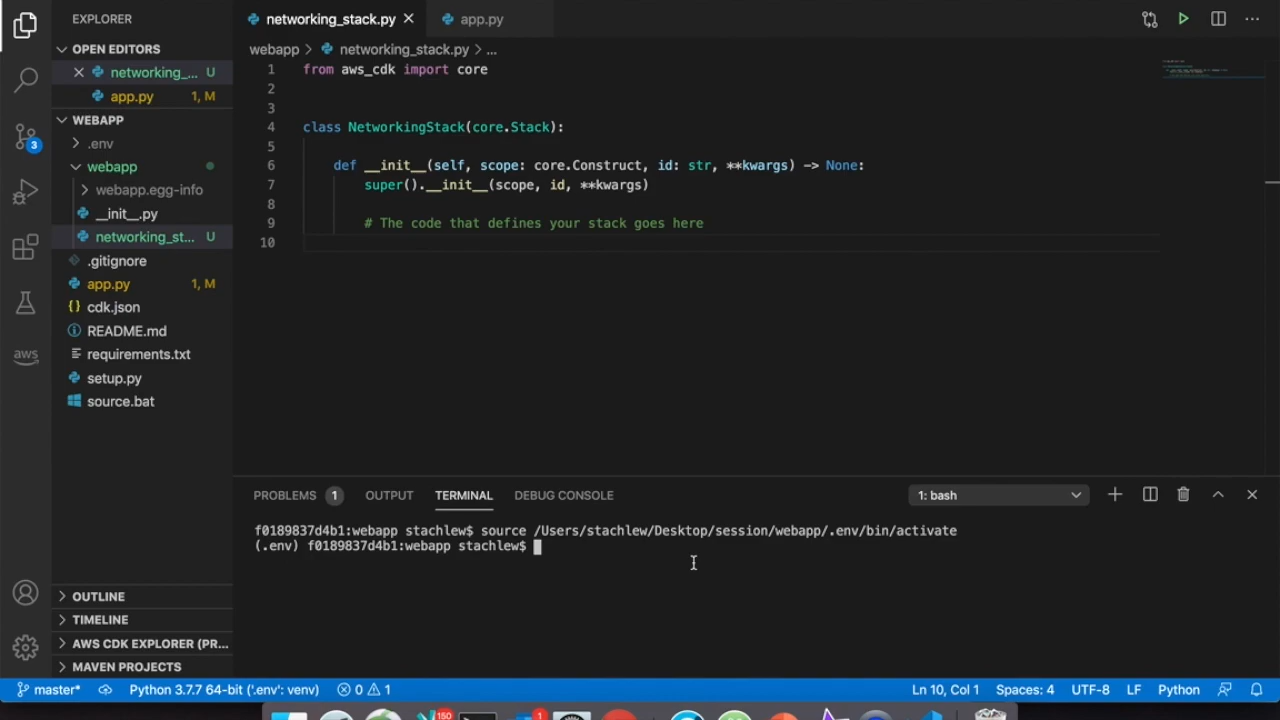 EXPLORER
OPEN EDITORS
networking_... U
app.py 1, M
WEBAPP
.env
webapp
webapp.egg-info
__init__.py
networking_st... U
.gitignore
app.py 1, M
cdk.json
README.md
requirements.txt
setup.py
source.bat
OUTLINE
TIMELINE
AWS CDK EXPLORER (PR...
MAVEN PROJECTS
3
aws
networking_stack.py
app.py
webapp > networking_stack.py > ...
1 from aws_cdk import core
2
3
4 class NetworkingStack(core.Stack):
5
6 def __init__(self, scope: core.Construct, id: str, **kwargs) -> None:
7 super().__init__(scope, id, **kwargs)
8
9 # The code that defines your stack goes here
10
PROBLEMS 1 OUTPUT TERMINAL DEBUG CONSOLE 1: bash
f0189837d4b1:webapp stachlew$ source /Users/stachlew/Desktop/session/webapp/.env/bin/activate
(.env) f0189837d4b1:webapp stachlew$
master* Python 3.7.7 64-bit ('.env': venv) 0 1 Ln 10, Col 1 Spaces: 4 UTF-8 LF Python
150 1